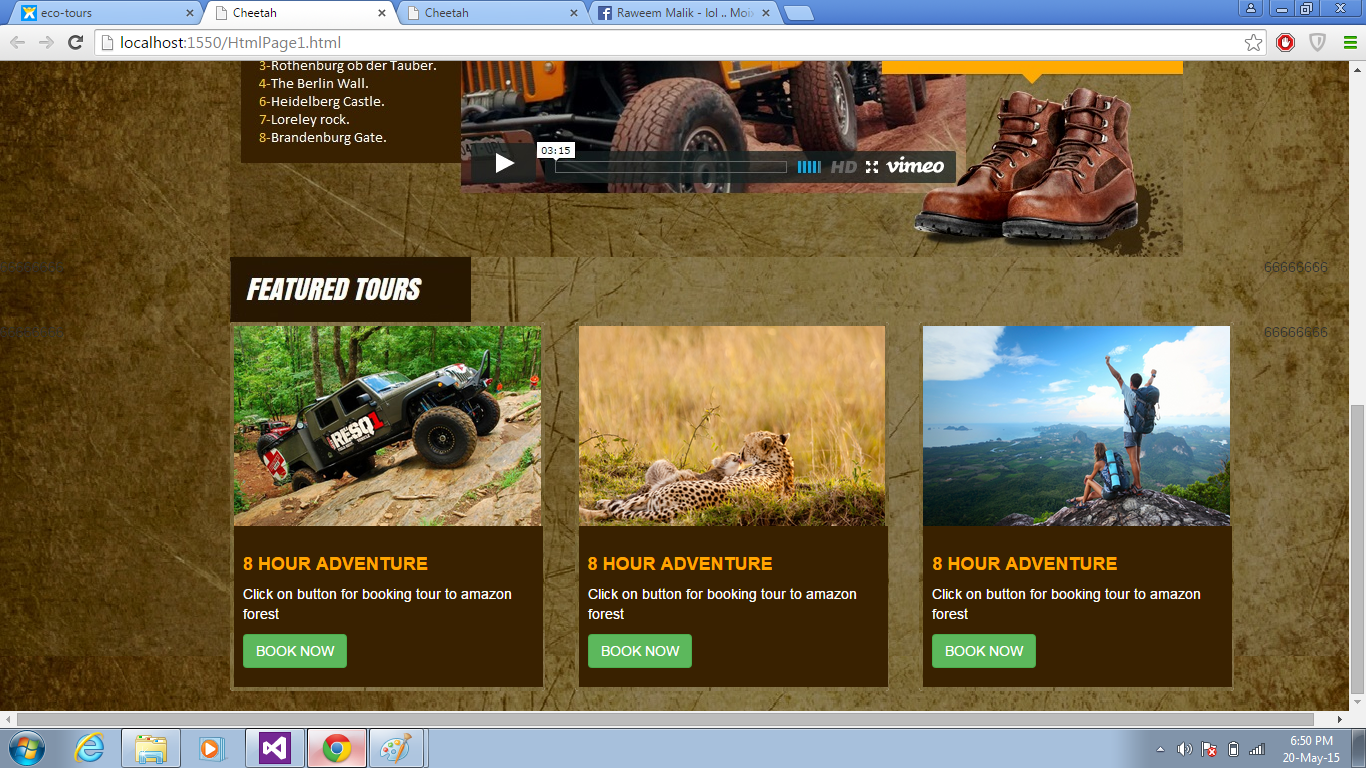 eco-tours
Cheetah
Cheetah
Raweem Malik - lol .. Moix
localhost:1550/HtmlPage1.html
3-Rothenburg ob der Tauber.
4-The Berlin Wall.
6-Heidelberg Castle.
7-Loreley rock.
8-Brandenburg Gate.
03:15
HD
vimeo
66666666
FEATURED TOURS
66666666
RESQ1
8 HOUR ADVENTURE
Click on button for booking tour to amazon
forest
BOOK NOW
8 HOUR ADVENTURE
Click on button for booking tour to amazon
forest
BOOK NOW
8 HOUR ADVENTURE
Click on button for booking tour to amazon
forest
BOOK NOW
6:50 PM
20-May-15